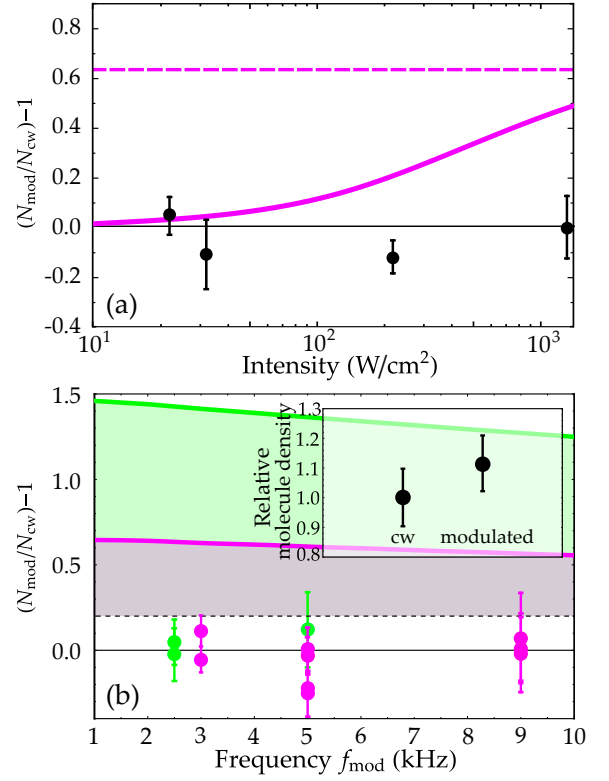 0.8
0.6
0.4
0.2
0.0
-0.2
-0.4
(N_mod/N_cw)−1
(a)
10^1
10^2
10^3
Intensity (W/cm^2)
1.5
1.0
0.5
0.0
(N_mod/N_cw)−1
Relative
molecule density
1.3
1.2
1.1
1.0
0.9
0.8
cw modulated
(b)
1 2 3 4 5 6 7 8 9 10
Frequency f_mod (kHz)